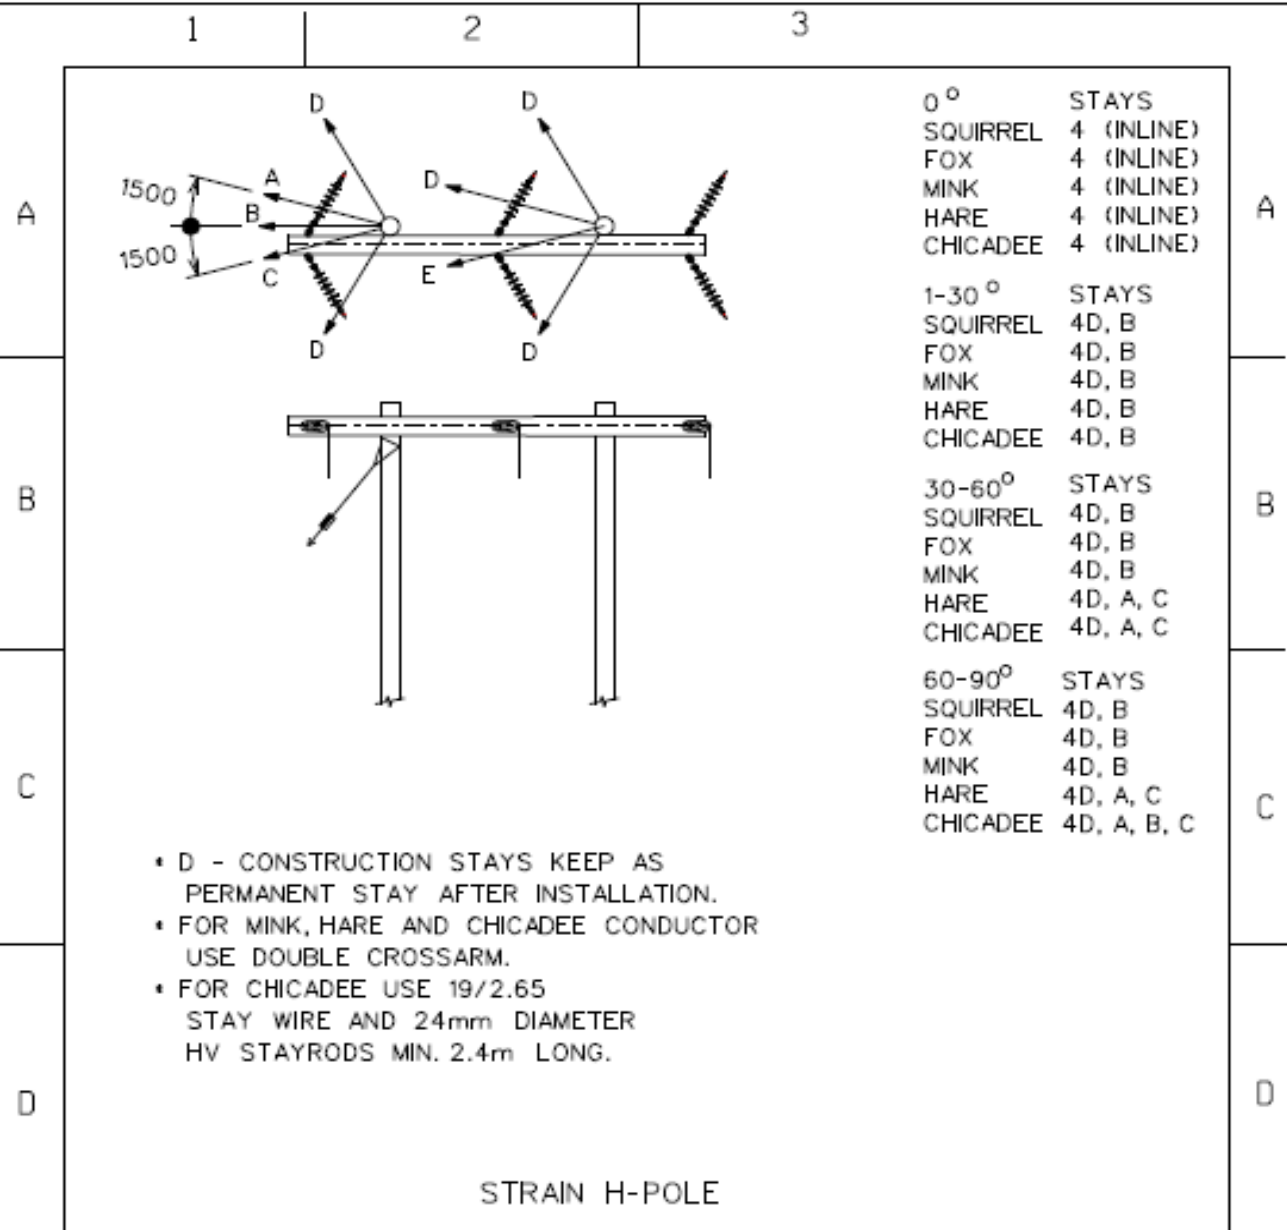 1 2 3
A
B
C
D
A
B
C
D
D
D
A
B
C
D
E
D
D
1500
1500
0° STAYS
SQUIRREL 4 (INLINE)
FOX 4 (INLINE)
MINK 4 (INLINE)
HARE 4 (INLINE)
CHICADEE 4 (INLINE)
1-30° STAYS
SQUIRREL 4D, B
FOX 4D, B
MINK 4D, B
HARE 4D, B
CHICADEE 4D, B
30-60° STAYS
SQUIRREL 4D, B
FOX 4D, B
MINK 4D, B
HARE 4D, A, C
CHICADEE 4D, A, C
60-90° STAYS
SQUIRREL 4D, B
FOX 4D, B
MINK 4D, B
HARE 4D, A, C
CHICADEE 4D, A, B, C
* D - CONSTRUCTION STAYS KEEP AS
PERMANENT STAY AFTER INSTALLATION.
* FOR MINK, HARE AND CHICADEE CONDUCTOR
USE DOUBLE CROSSARM.
* FOR CHICADEE USE 19/2.65
STAY WIRE AND 24mm DIAMETER
HV STAYRODS MIN. 2.4m LONG.
STRAIN H-POLE